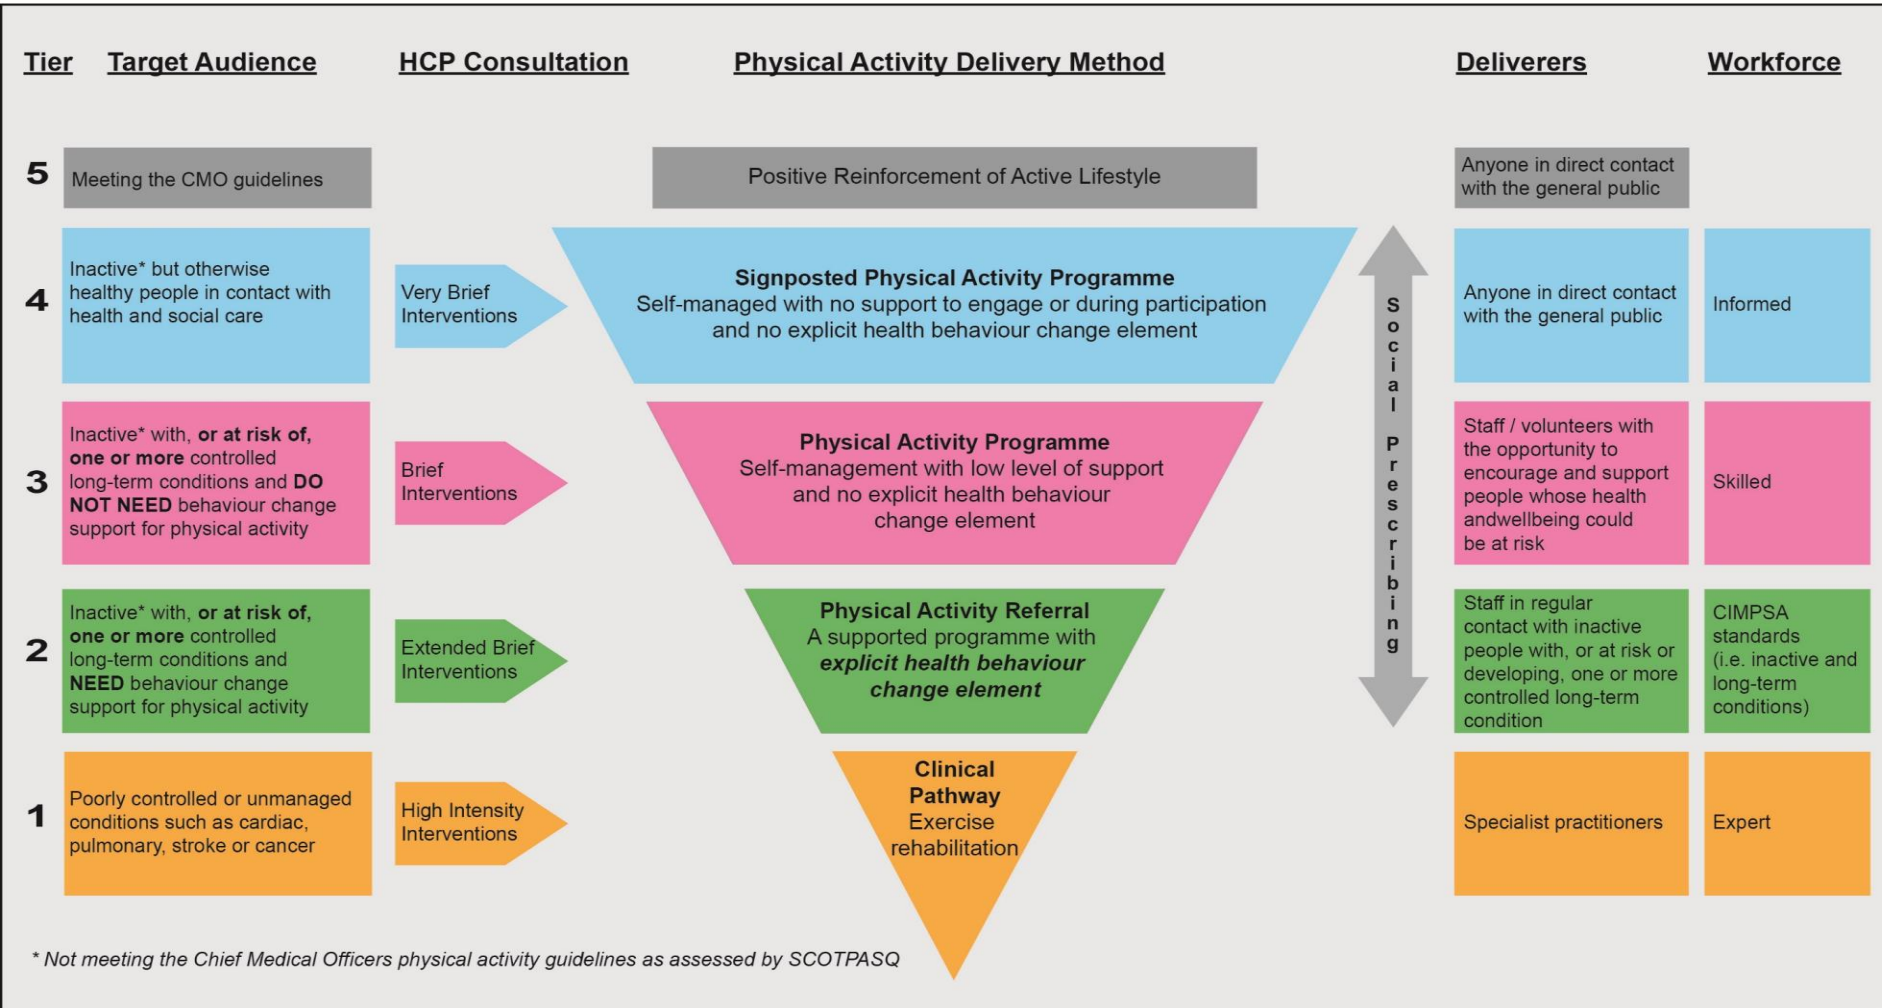 Tier Target Audience HCP Consultation Physical Activity Delivery Method Deliverers Workforce
5
Meeting the CMO guidelines
Positive Reinforcement of Active Lifestyle
Anyone in direct contact
with the general public
4
Inactive* but otherwise
healthy people in contact with
health and social care
Very Brief
Interventions
Signposted Physical Activity Programme
Self-managed with no support to engage or during participation
and no explicit health behaviour change element
Anyone in direct contact
with the general public
Informed
3
Inactive* with, or at risk of,
one or more controlled
long-term conditions and DO
NOT NEED behaviour change
support for physical activity
Brief
Interventions
Physical Activity Programme
Self-management with low level of support
and no explicit health behaviour
change element
Staff / volunteers with
the opportunity to
encourage and support
people whose health
andwellbeing could
be at risk
Skilled
2
Inactive* with, or at risk of,
one or more controlled
long-term conditions and
NEED behaviour change
support for physical activity
Extended Brief
Interventions
Physical Activity Referral
A supported programme with
explicit health behaviour
change element
Staff in regular
contact with inactive
people with, or at risk or
developing, one or more
controlled long-term
condition
CIMPSA
standards
(i.e. inactive and
long-term
conditions)
1
Poorly controlled or unmanaged
conditions such as cardiac,
pulmonary, stroke or cancer
High Intensity
Interventions
Clinical
Pathway
Exercise
rehabilitation
Specialist practitioners
Expert
Social Prescribing
* Not meeting the Chief Medical Officers physical activity guidelines as assessed by SCOTPASQ